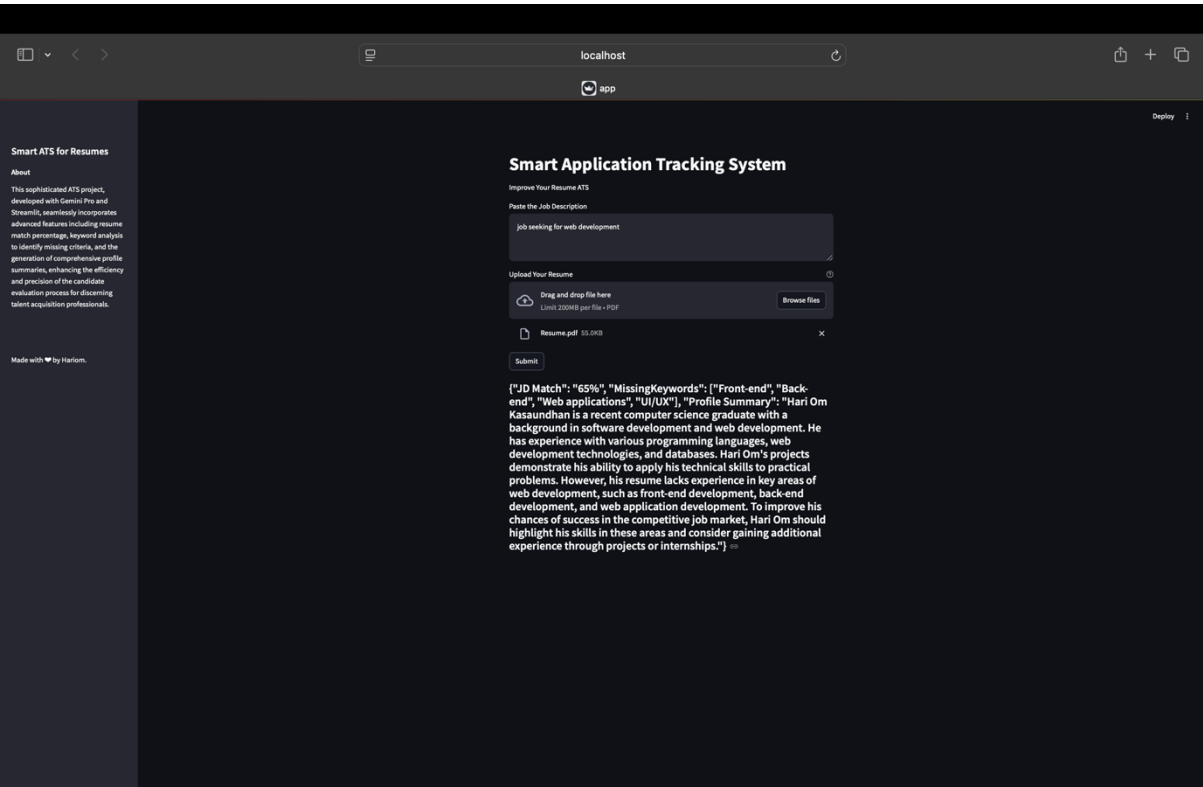 localhost
app
Deploy
Smart ATS for Resumes
About
This sophisticated ATS project,
developed with Gemini Pro and
Streamlit, seamlessly incorporates
advanced features including resume
match percentage, keyword analysis
to identify missing criteria, and the
generation of comprehensive profile
summaries, enhancing the efficiency
and precision of the candidate
evaluation process for discerning
talent acquisition professionals.
Made with ❤ by Hariom.
Smart Application Tracking System
Improve Your Resume ATS
Paste the Job Description
job seeking for web development
Upload Your Resume
Drag and drop file here
Limit 200MB per file • PDF
Browse files
Resume.pdf 55.0KB
Submit
{"JD Match": "65%", "MissingKeywords": ["Front-end", "Back-
end", "Web applications", "UI/UX"], "Profile Summary": "Hari Om
Kasaundhan is a recent computer science graduate with a
background in software development and web development. He
has experience with various programming languages, web
development technologies, and databases. Hari Om's projects
demonstrate his ability to apply his technical skills to practical
problems. However, his resume lacks experience in key areas of
web development, such as front-end development, back-end
development, and web application development. To improve his
chances of success in the competitive job market, Hari Om should
highlight his skills in these areas and consider gaining additional
experience through projects or internships."}